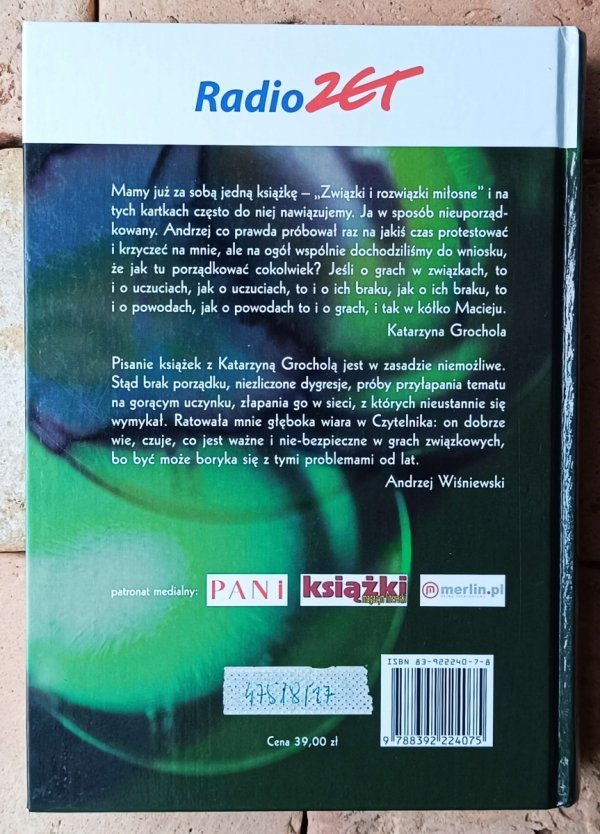 Radio ZET
Mamy już za sobą jedną książkę – „Związki i rozwiązki miłosne" i na
tych kartkach często do niej nawiązujemy. Ja w sposób nieuporząd-
kowany. Andrzej co prawda próbował raz na jakiś czas protestować
i krzyczeć na mnie, ale na ogół wspólnie dochodziliśmy do wniosku,
że jak tu porządkować cokolwiek? Jeśli o grach w związkach, to
i o uczuciach, jak o uczuciach, to i o ich braku, jak o ich braku, to
i o powodach, jak o powodach to i o grach, i tak w kółko Macieju.
Katarzyna Grochola
Pisanie książek z Katarzyną Grocholą jest w zasadzie niemożliwe.
Stąd brak porządku, niezliczone dygresje, próby przyłapania tematu
na gorącym uczynku, złapania go w sieci, z których nieustannie się
wymykał. Ratowała mnie głęboka wiara w Czytelnika: on dobrze
wie, czuje, co jest ważne i nie-bezpieczne w grach związkowych,
bo być może boryka się z tymi problemami od lat.
Andrzej Wiśniewski
patronat medialny: PANi książki magazyn literacki merlin.pl
ISBN 83-922240-7-8
475/8/17
Cena 39,00 zł
9 788392 224075